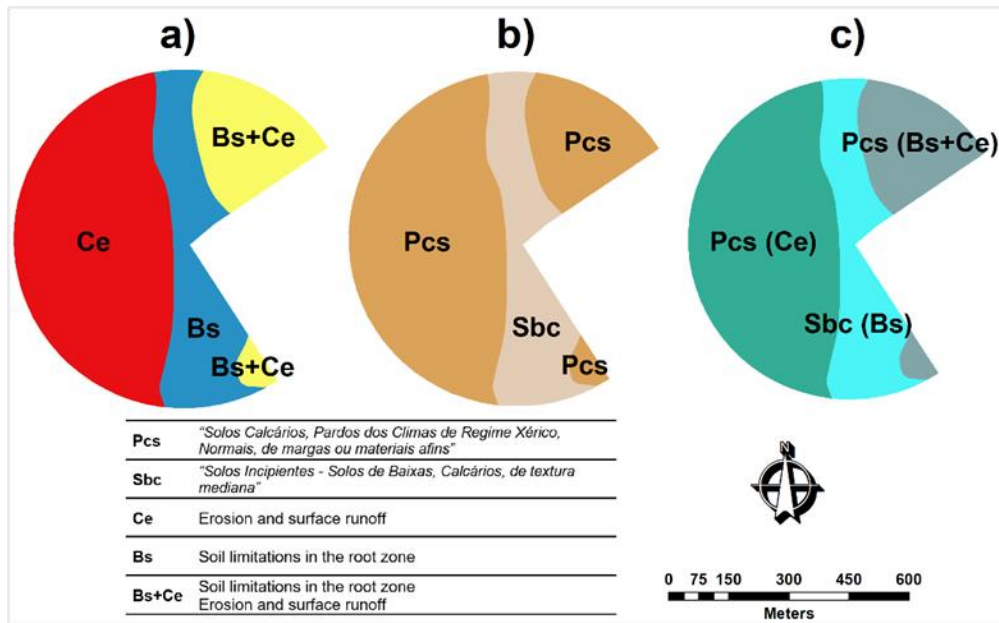 a) b) c)
Bs+Ce Pcs Pcs (Bs+Ce)
Ce Pcs Pcs (Ce)
Bs Sbc Sbc (Bs)
Bs+Ce Pcs
Pcs “Solos Calcários, Pardos dos Climas de Regime Xérico,
Normais, de margas ou materiais afins”
Sbc “Solos Incipientes - Solos de Baixas, Calcários, de textura
mediana”
Ce Erosion and surface runoff
Bs Soil limitations in the root zone
Bs+Ce Soil limitations in the root zone
Erosion and surface runoff
N
0 75 150 300 450 600
Meters